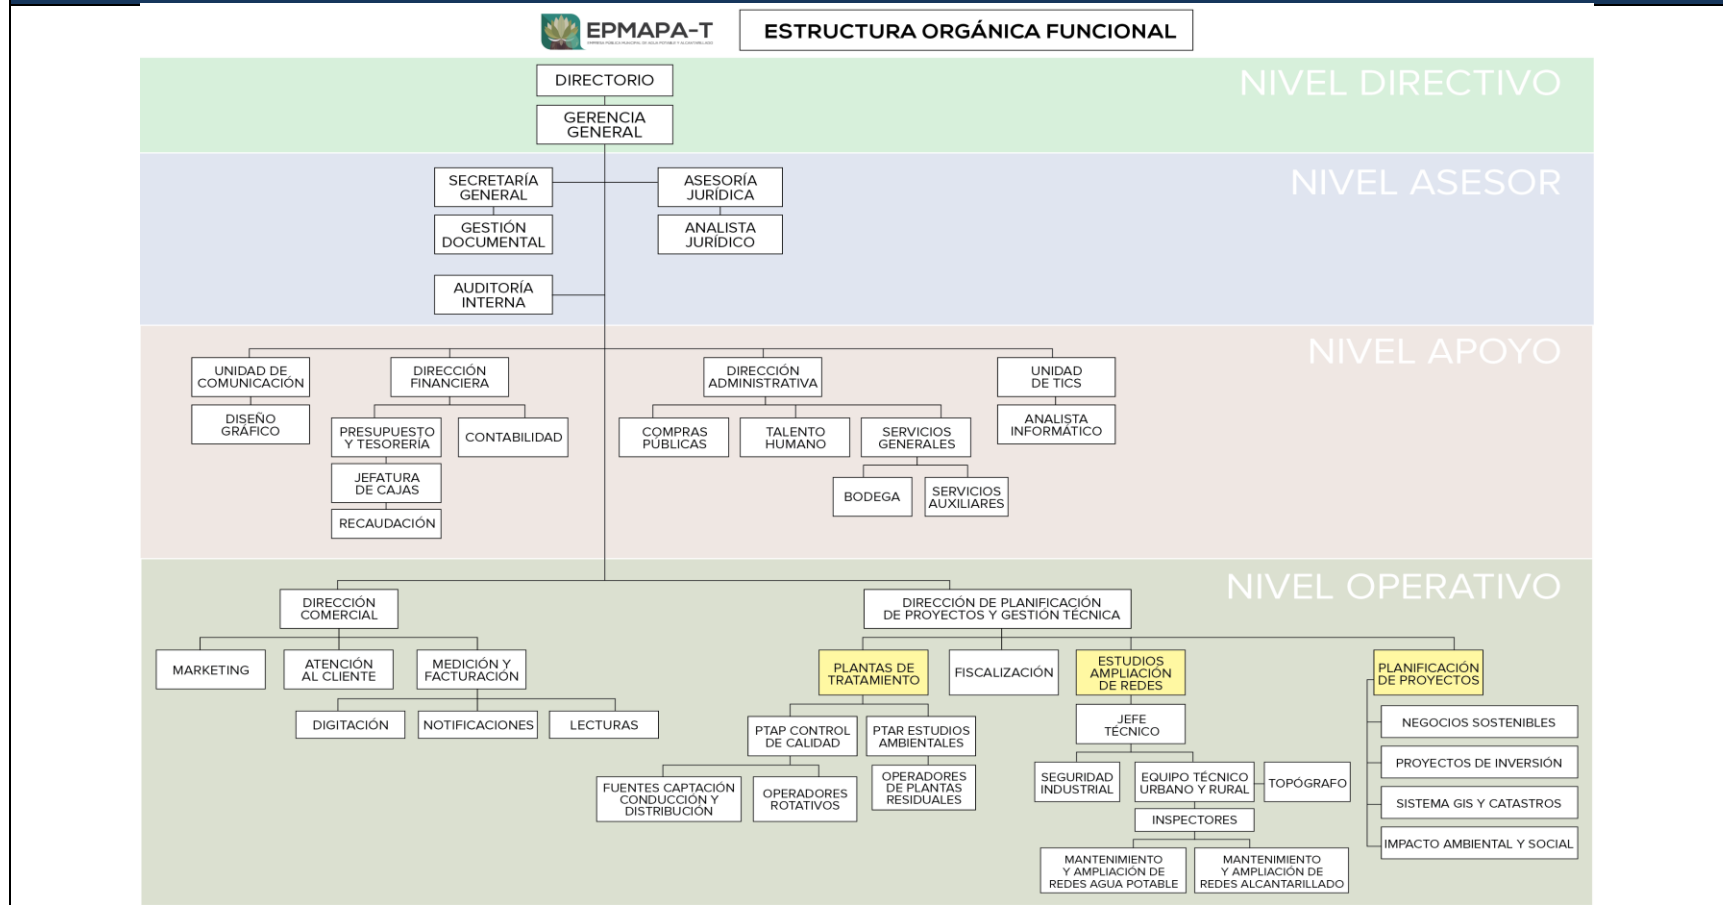 EPMAPA-T
EMPRESA PÚBLICA MUNICIPAL DE AGUA POTABLE Y ALCANTARILLADO
ESTRUCTURA ORGÁNICA FUNCIONAL
NIVEL DIRECTIVO
DIRECTORIO
GERENCIA
GENERAL
NIVEL ASESOR
SECRETARÍA
GENERAL
ASESORÍA
JURÍDICA
GESTIÓN
DOCUMENTAL
ANALISTA
JURÍDICO
AUDITORÍA
INTERNA
NIVEL APOYO
UNIDAD DE
COMUNICACIÓN
DIRECCIÓN
FINANCIERA
DIRECCIÓN
ADMINISTRATIVA
UNIDAD
DE TICS
DISEÑO
GRÁFICO
PRESUPUESTO
Y TESORERÍA
CONTABILIDAD
COMPRAS
PÚBLICAS
TALENTO
HUMANO
SERVICIOS
GENERALES
ANALISTA
INFORMÁTICO
JEFATURA
DE CAJAS
BODEGA
SERVICIOS
AUXILIARES
RECAUDACIÓN
NIVEL OPERATIVO
DIRECCIÓN
COMERCIAL
DIRECCIÓN DE PLANIFICACIÓN
DE PROYECTOS Y GESTIÓN TÉCNICA
MARKETING
ATENCIÓN
AL CLIENTE
MEDICIÓN Y
FACTURACIÓN
PLANTAS DE
TRATAMIENTO
FISCALIZACIÓN
ESTUDIOS
AMPLIACIÓN
DE REDES
PLANIFICACIÓN
DE PROYECTOS
DIGITACIÓN
NOTIFICACIONES
LECTURAS
PTAP CONTROL
DE CALIDAD
PTAR ESTUDIOS
AMBIENTALES
JEFE
TÉCNICO
NEGOCIOS SOSTENIBLES
FUENTES CAPTACIÓN
CONDUCCIÓN Y
DISTRIBUCIÓN
OPERADORES
ROTATIVOS
OPERADORES
DE PLANTAS
RESIDUALES
SEGURIDAD
INDUSTRIAL
EQUIPO TÉCNICO
URBANO Y RURAL
TOPÓGRAFO
PROYECTOS DE INVERSIÓN
INSPECTORES
SISTEMA GIS Y CATASTROS
MANTENIMIENTO
Y AMPLIACIÓN DE
REDES AGUA POTABLE
MANTENIMIENTO
Y AMPLIACIÓN DE
REDES ALCANTARILLADO
IMPACTO AMBIENTAL Y SOCIAL